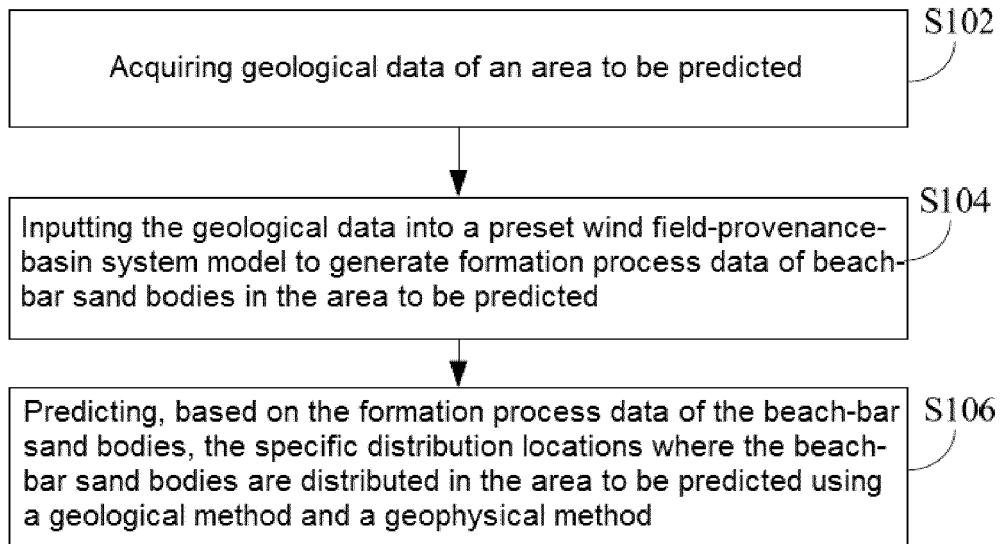 S102
Acquiring geological data of an area to be predicted
S104
Inputting the geological data into a preset wind field-provenance-
basin system model to generate formation process data of beach-
bar sand bodies in the area to be predicted
S106
Predicting, based on the formation process data of the beach-bar
sand bodies, the specific distribution locations where the beach-
bar sand bodies are distributed in the area to be predicted using
a geological method and a geophysical method